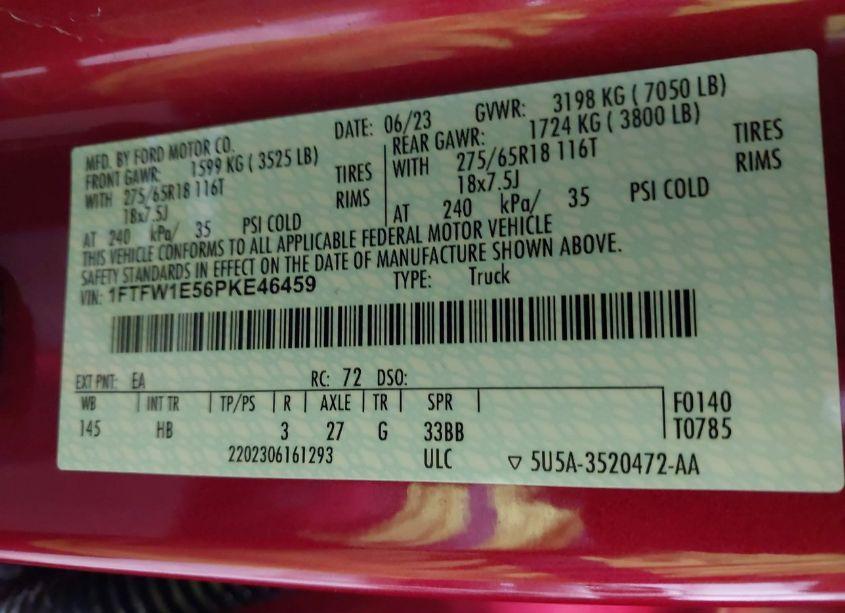 MFD. BY FORD MOTOR CO. DATE: 06/23 GVWR: 3198 KG ( 7050 LB)
FRONT GAWR: 1599 KG ( 3525 LB) REAR GAWR: 1724 KG ( 3800 LB)
WITH 275/65R18 116T TIRES WITH 275/65R18 116T TIRES
18x7.5J RIMS 18x7.5J RIMS
AT 240 kPa/ 35 PSI COLD AT 240 kPa/ 35 PSI COLD
THIS VEHICLE CONFORMS TO ALL APPLICABLE FEDERAL MOTOR VEHICLE
SAFETY STANDARDS IN EFFECT ON THE DATE OF MANUFACTURE SHOWN ABOVE.
VIN: 1FTFW1E56PKE46459 TYPE: Truck
EXT PNT: EA RC: 72 DSO:
WB INT TR TP/PS R AXLE TR SPR F0140
145 HB 3 27 G 33BB T0785
2202306161293 ULC ▽ 5U5A-3520472-AA